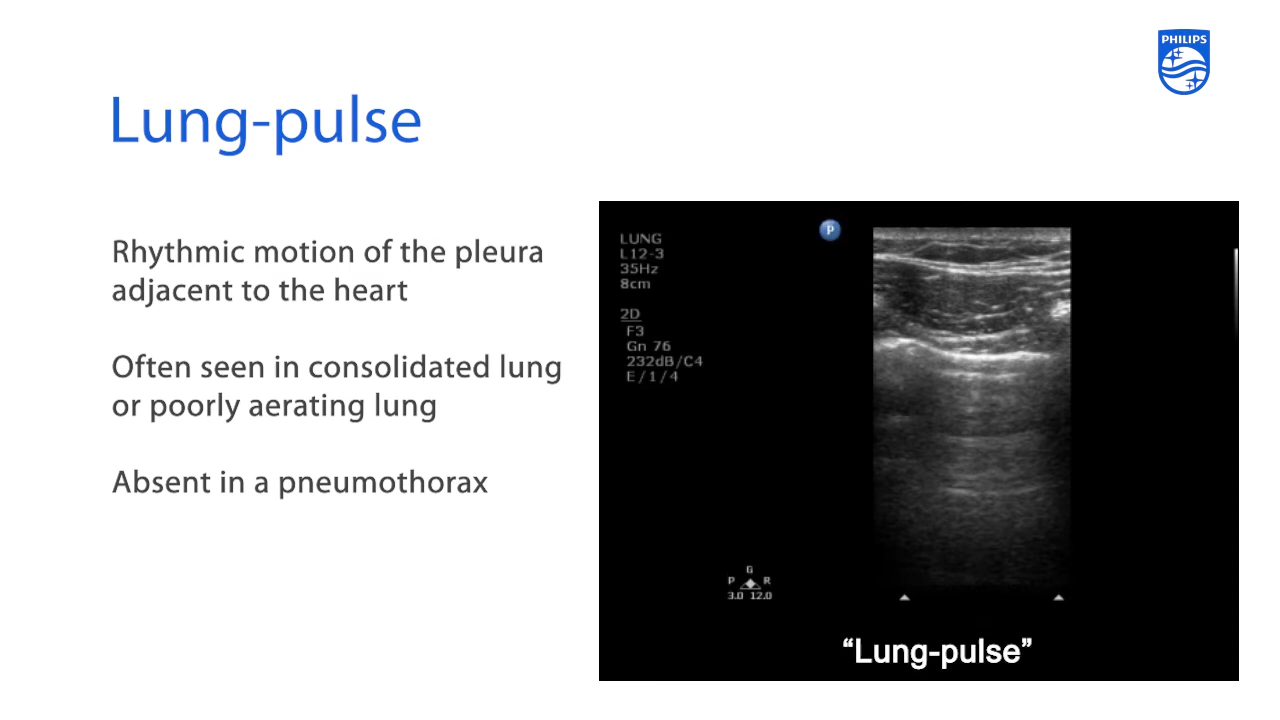 PHILIPS
Lung-pulse
Rhythmic motion of the pleura
adjacent to the heart
Often seen in consolidated lung
or poorly aerating lung
Absent in a pneumothorax
P
LUNG
L12-3
35Hz
8cm
2D
F3
Gn 76
232dB/C4
E/1/4
G
P R
3.0 12.0
“Lung-pulse”